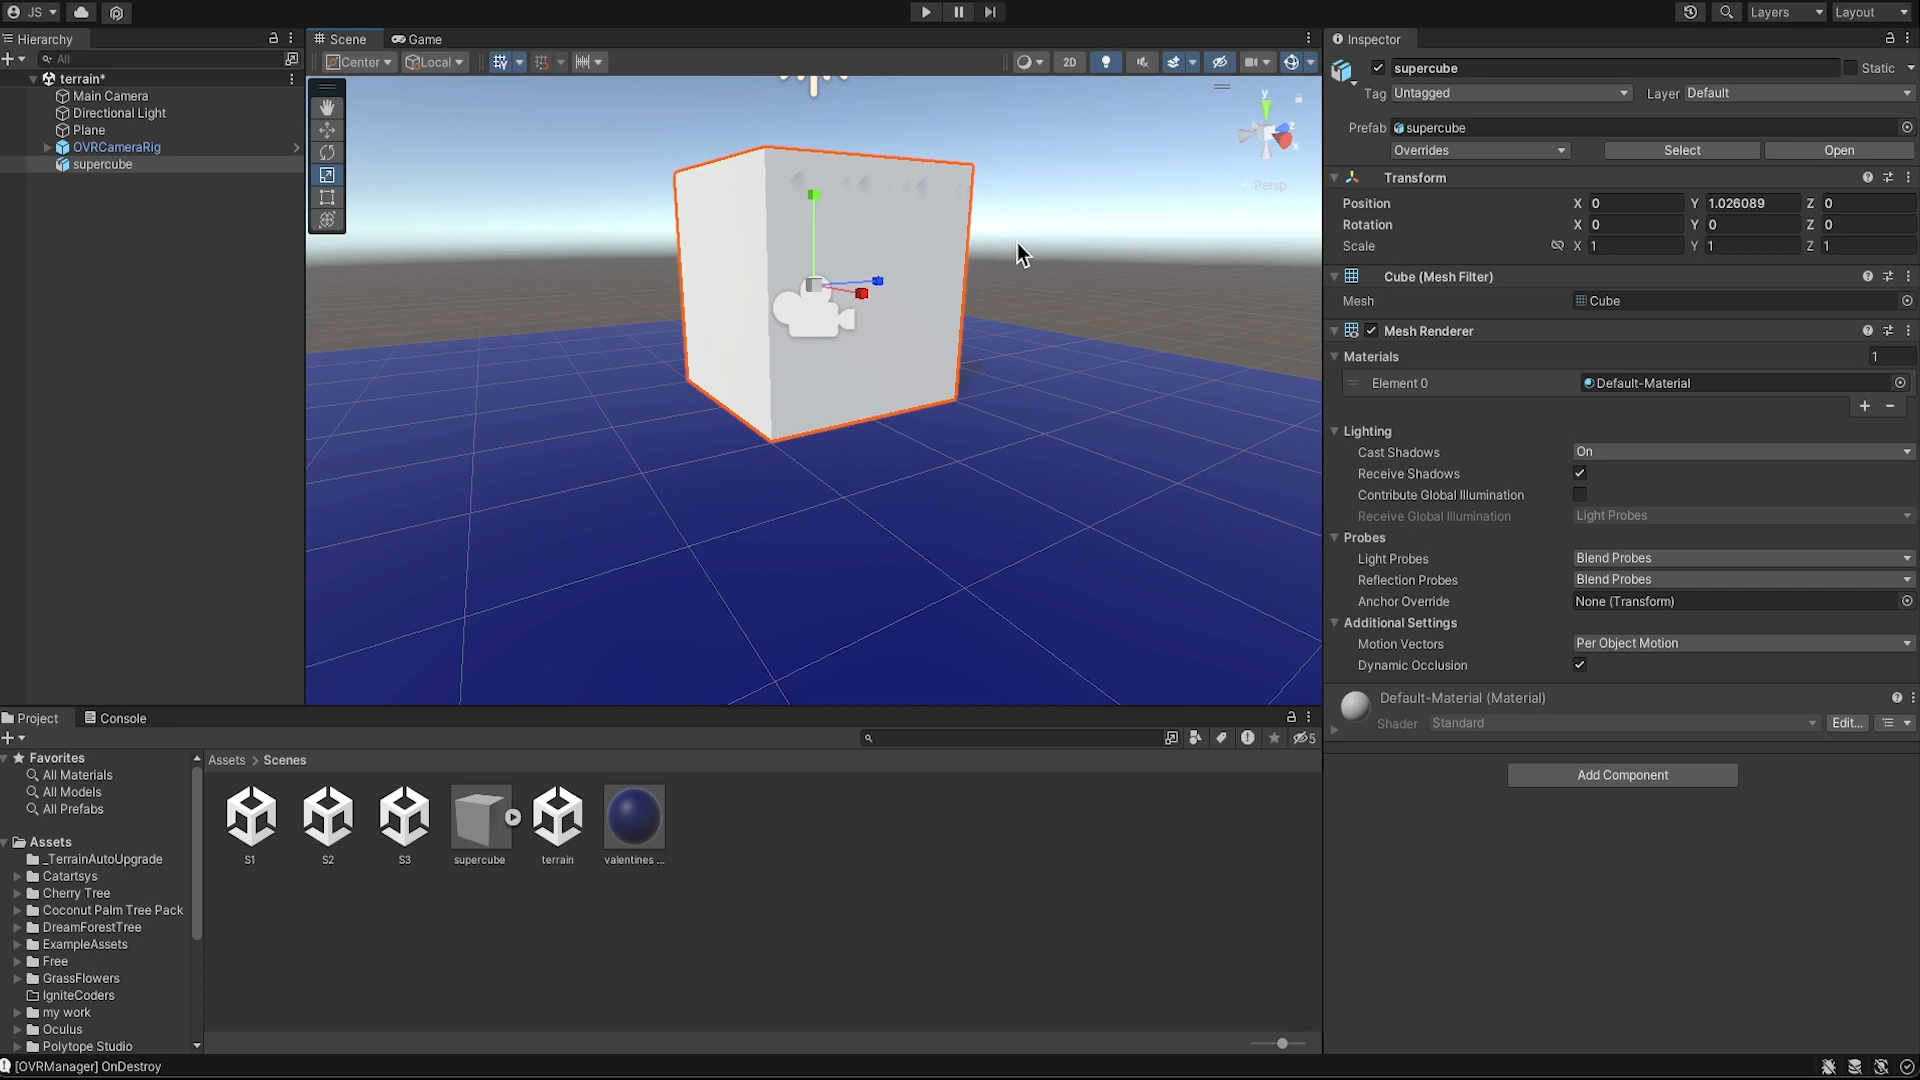 JS
Layers
Layout
Hierarchy
All
terrain*
Main Camera
Directional Light
Plane
OVRCameraRig
supercube
Scene
Game
Center
Local
2D
y
z
x
Persp
Inspector
supercube
Static
Tag
Untagged
Layer
Default
Prefab
supercube
Overrides
Select
Open
Transform
Position
X 0
Y 1.026089
Z 0
Rotation
X 0
Y 0
Z 0
Scale
X 1
Y 1
Z 1
Cube (Mesh Filter)
Mesh
Cube
Mesh Renderer
Materials
1
Element 0
Default-Material
Lighting
Cast Shadows
On
Receive Shadows
Contribute Global Illumination
Receive Global Illumination
Light Probes
Probes
Light Probes
Blend Probes
Reflection Probes
Blend Probes
Anchor Override
None (Transform)
Additional Settings
Motion Vectors
Per Object Motion
Dynamic Occlusion
Default-Material (Material)
Shader
Standard
Edit...
Add Component
Project
Console
5
Favorites
All Materials
All Models
All Prefabs
Assets
_TerrainAutoUpgrade
Catartsys
Cherry Tree
Coconut Palm Tree Pack
DreamForestTree
ExampleAssets
Free
GrassFlowers
IgniteCoders
my work
Oculus
Polytope Studio
Assets > Scenes
S1
S2
S3
supercube
terrain
valentines ...
[OVRManager] OnDestroy